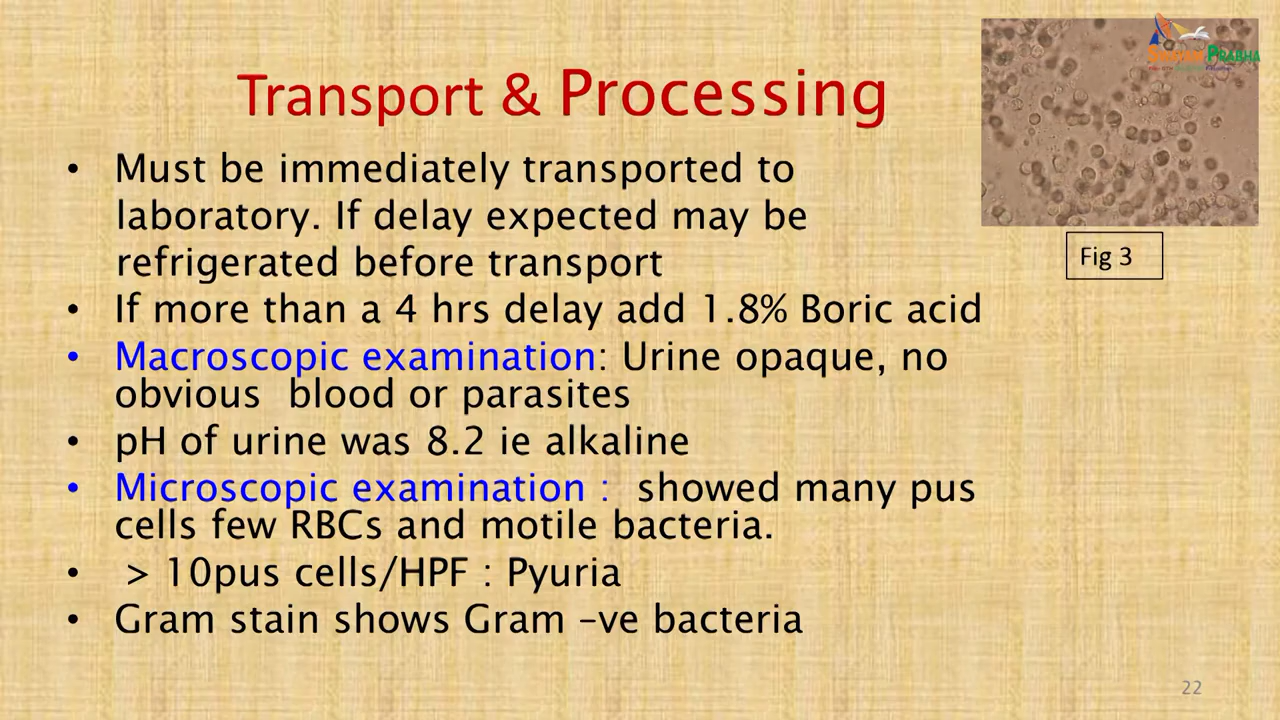 Transport & Processing
• Must be immediately transported to
laboratory. If delay expected may be
refrigerated before transport
• If more than a 4 hrs delay add 1.8% Boric acid
• Macroscopic examination: Urine opaque, no
obvious blood or parasites
• pH of urine was 8.2 ie alkaline
• Microscopic examination : showed many pus
cells few RBCs and motile bacteria.
• > 10pus cells/HPF : Pyuria
• Gram stain shows Gram –ve bacteria
Fig 3
22